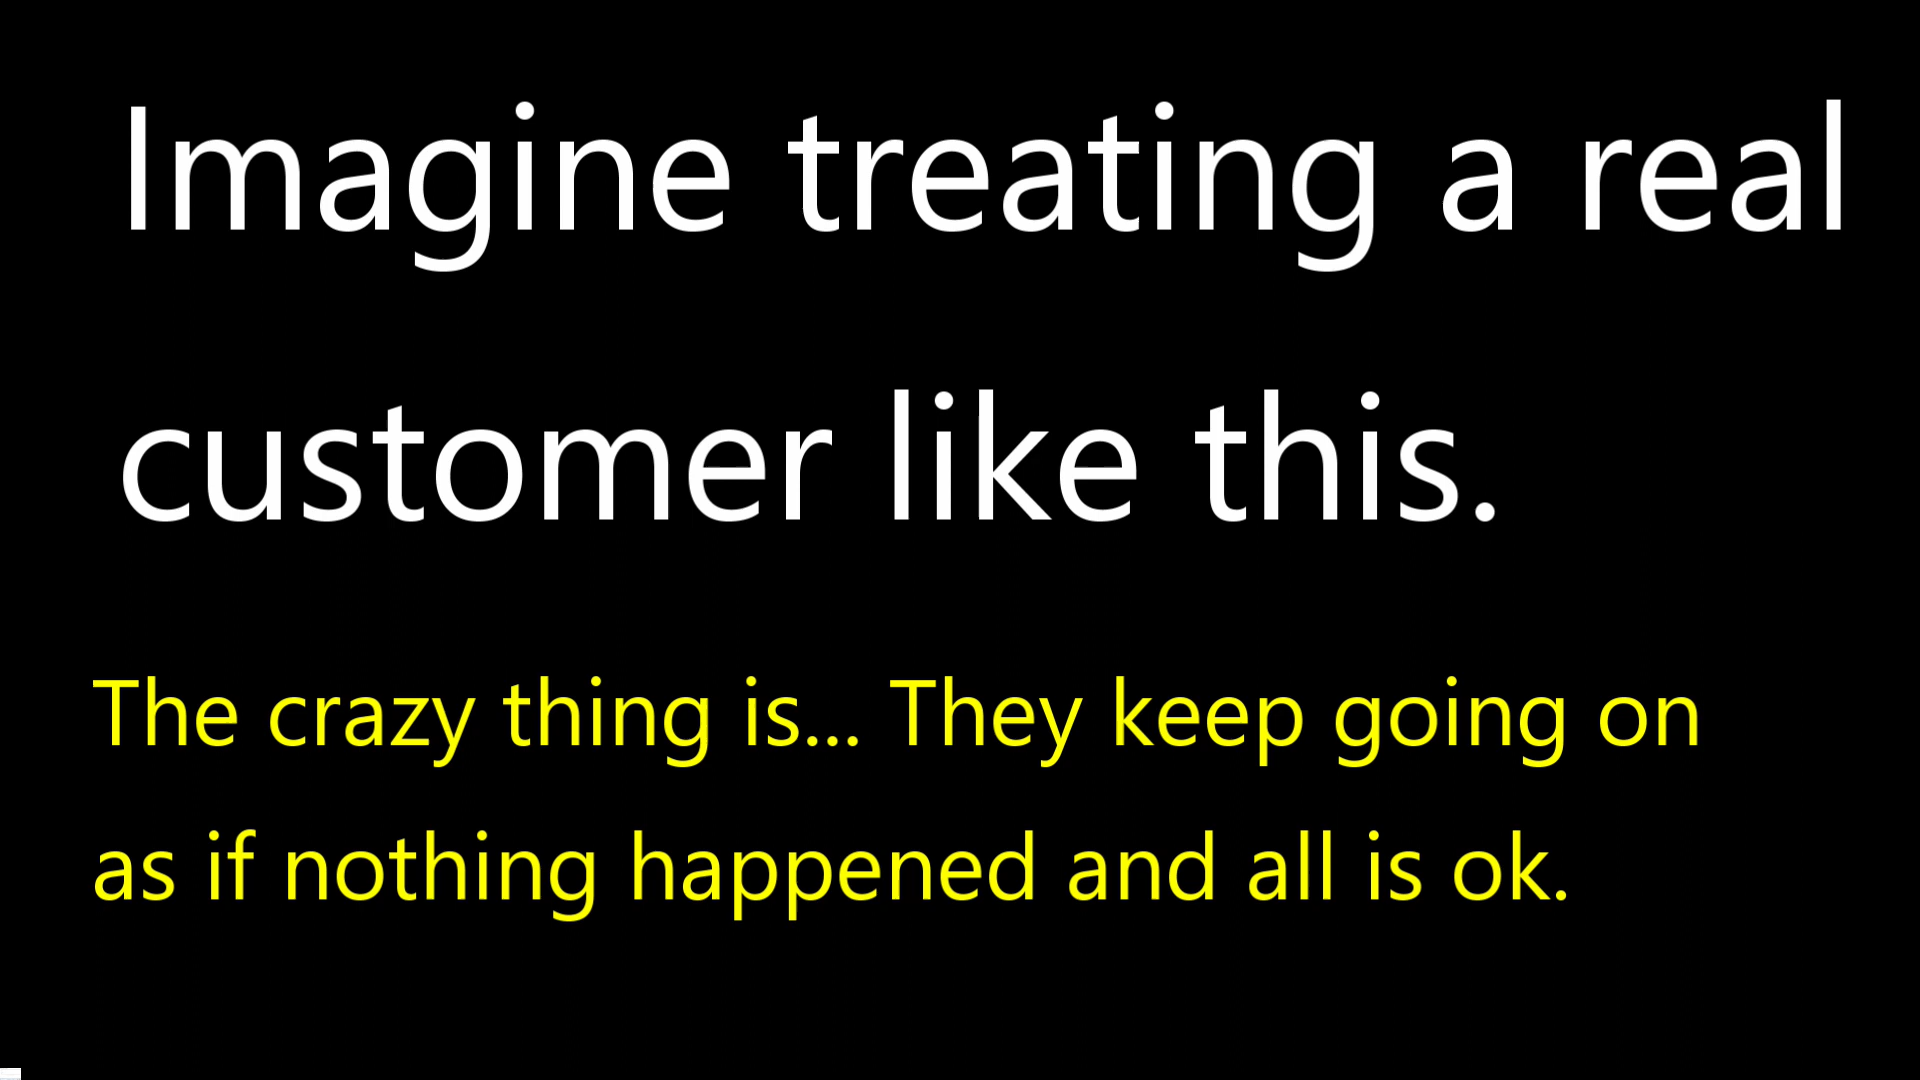 Imagine treating a real
customer like this.
The crazy thing is... They keep going on
as if nothing happened and all is ok.